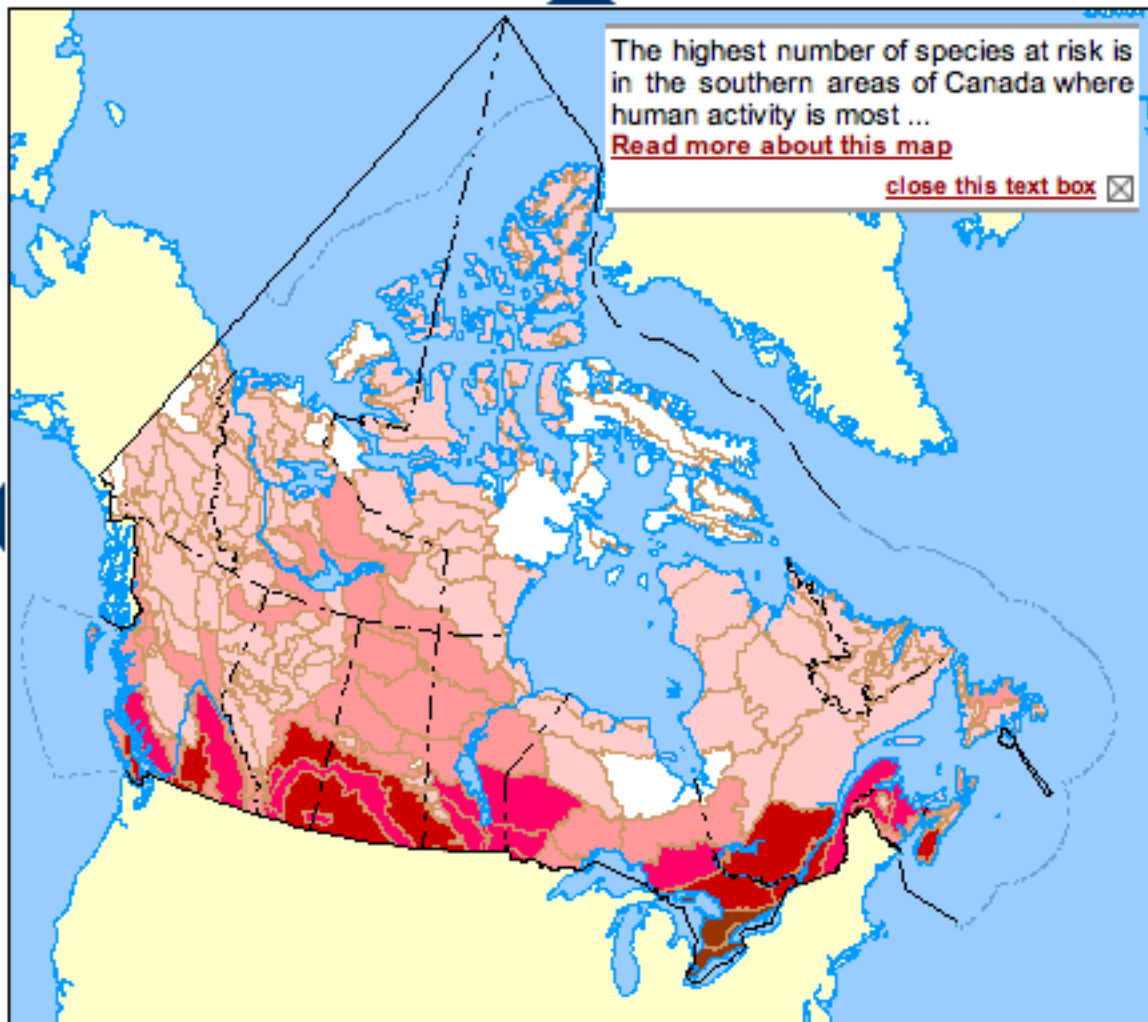 The highest number of species at risk is
in the southern areas of Canada where
human activity is most ...
Read more about this map
close this text box